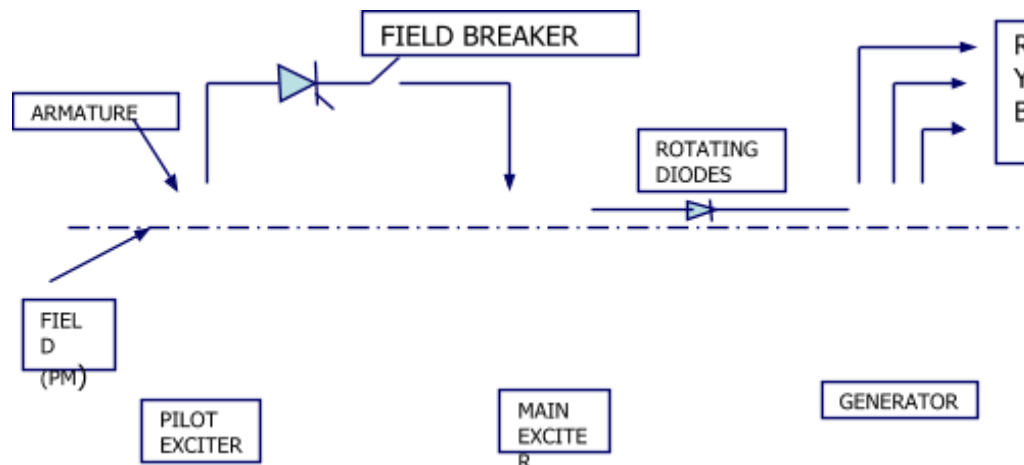 FIELD BREAKER
ARMATURE
ROTATING
DIODES
R
Y
FIEL
D
(PM)
PILOT
EXCITER
MAIN
EXCITE
R
GENERATOR